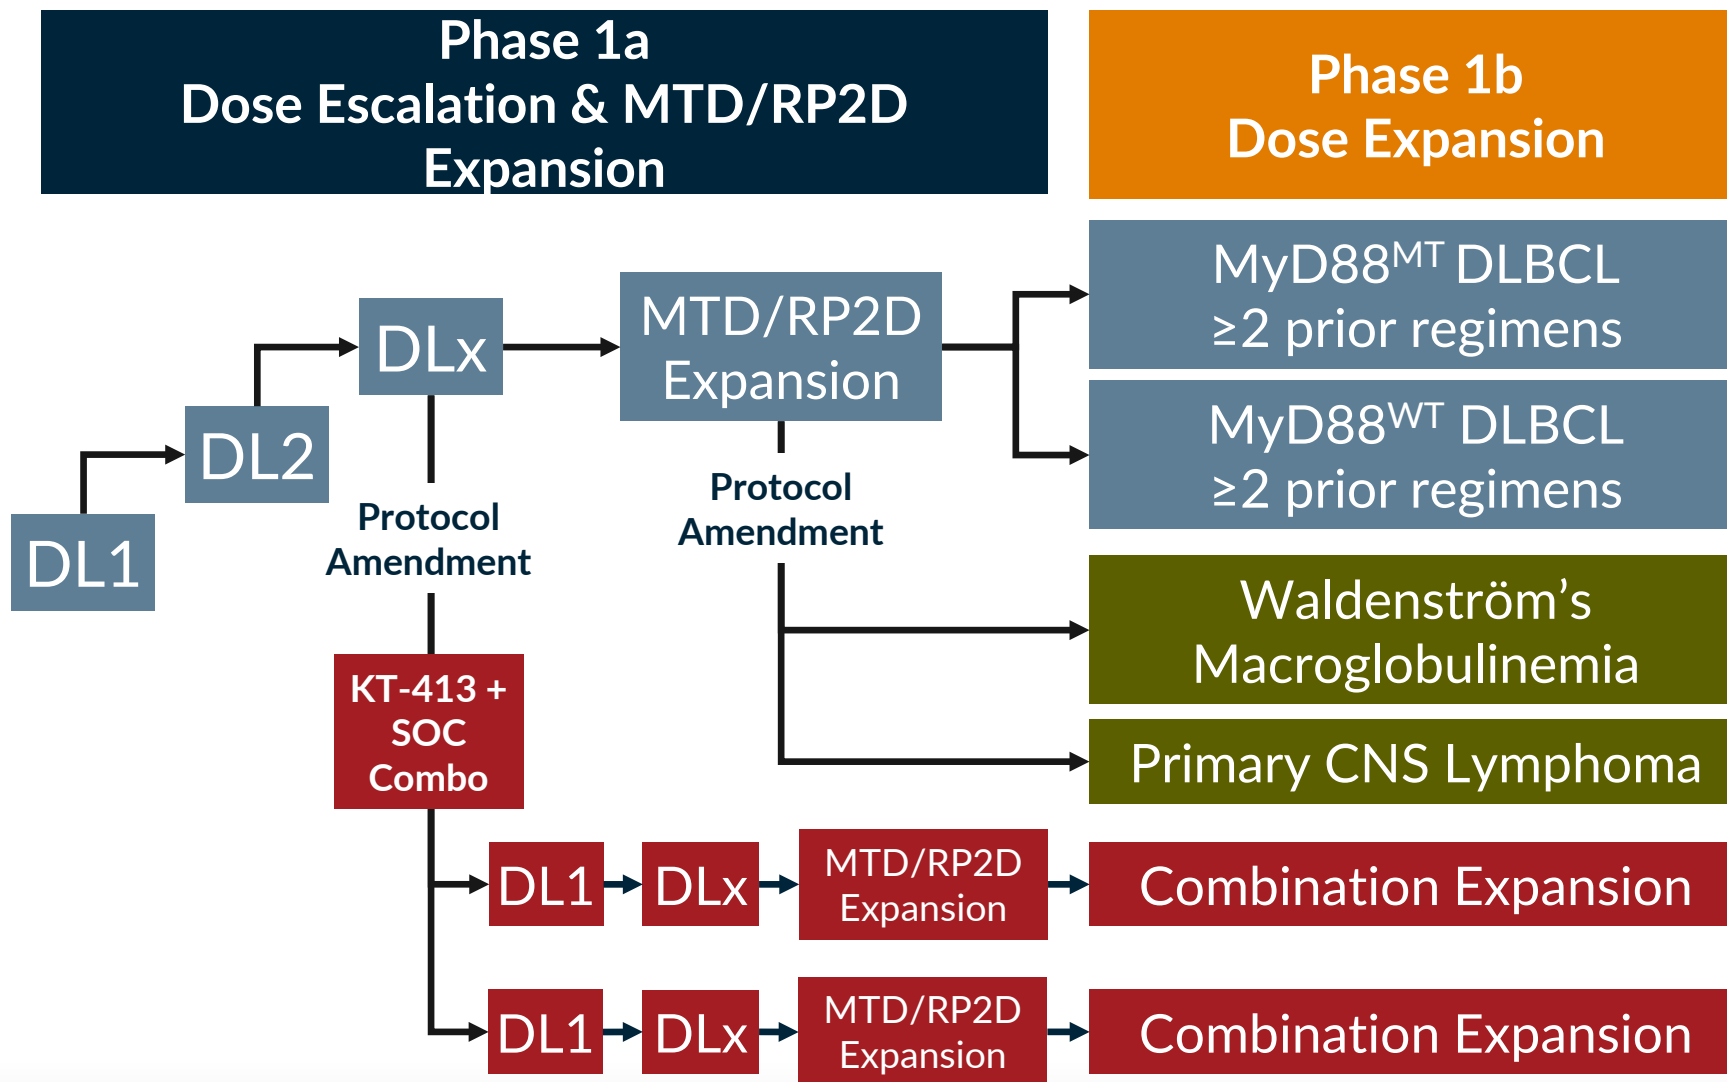 Phase 1a
Dose Escalation & MTD/RP2D
Expansion
Phase 1b
Dose Expansion
MyD88ᴹᵀ DLBCL
≥2 prior regimens
MyD88ᵂᵀ DLBCL
≥2 prior regimens
MTD/RP2D
Expansion
DLx
DL2
DL1
Protocol
Amendment
Protocol
Amendment
Waldenström’s
Macroglobulinemia
Primary CNS Lymphoma
KT-413 +
SOC
Combo
DL1
DLx
MTD/RP2D
Expansion
Combination Expansion
DL1
DLx
MTD/RP2D
Expansion
Combination Expansion